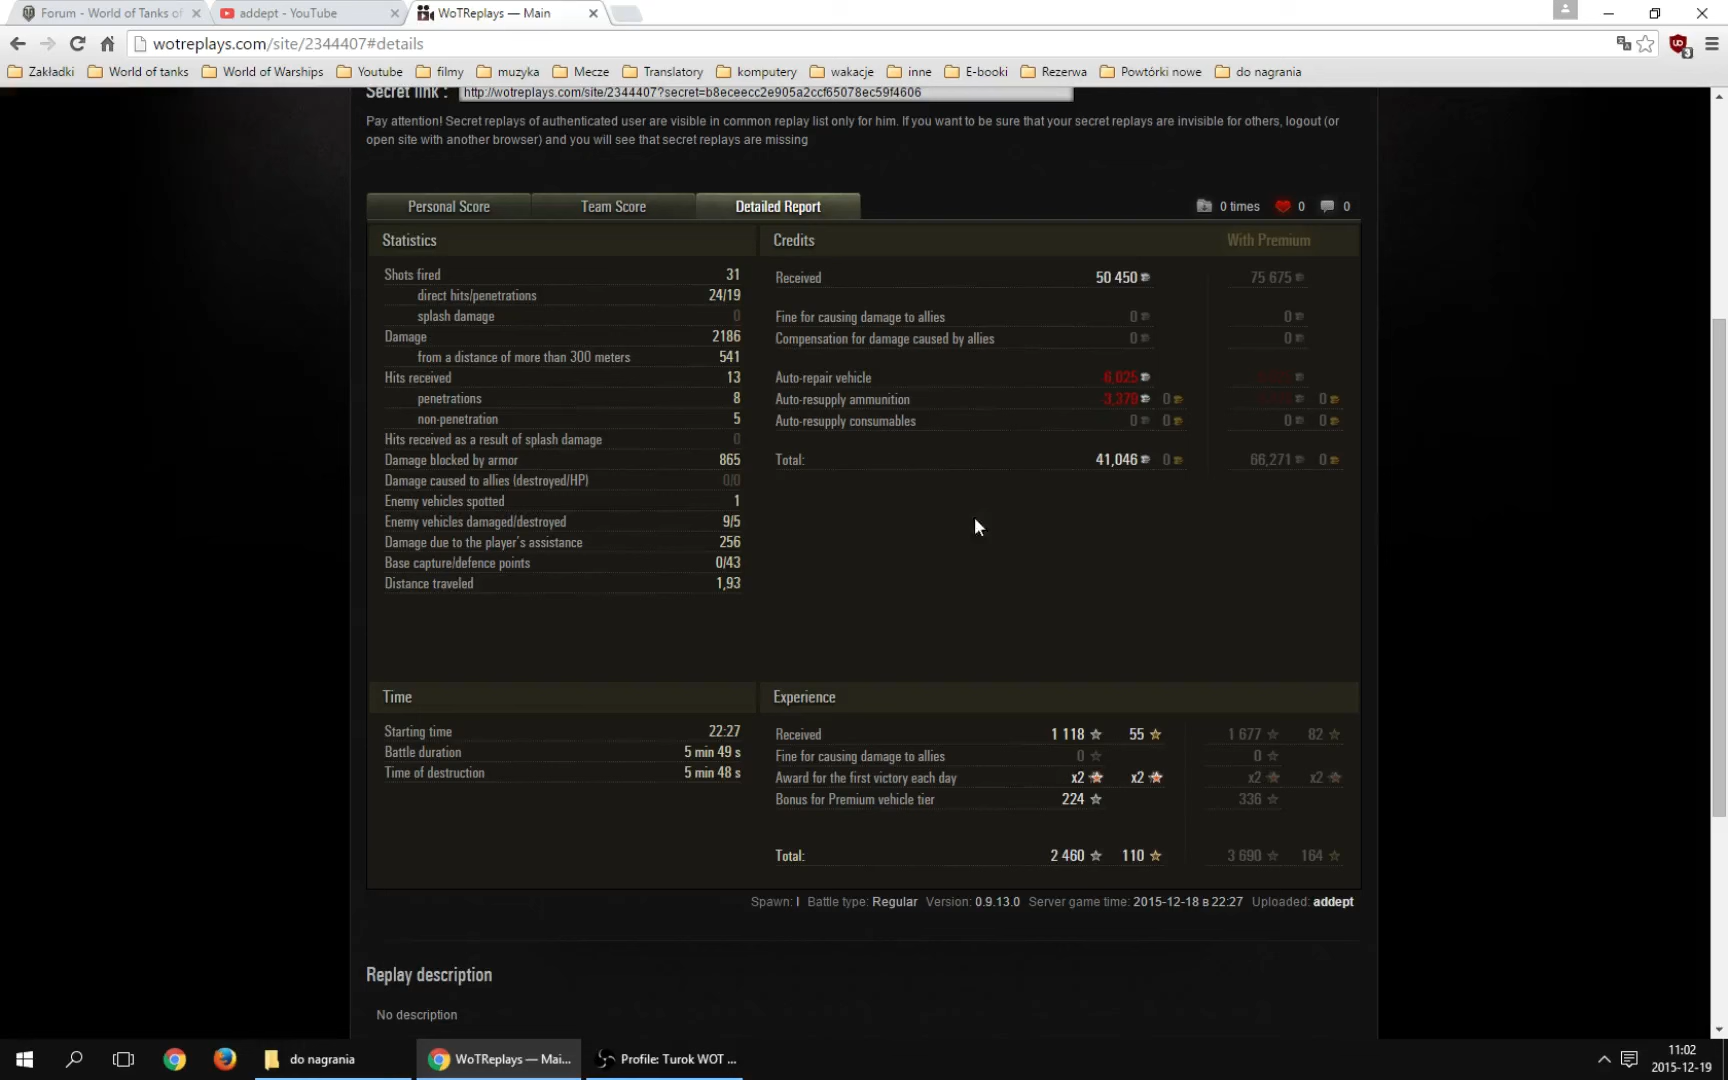 Forum - World of Tanks of
addept - YouTube
WoTReplays — Main
wotreplays.com/site/2344407#details
3
Zakładki World of tanks World of Warships Youtube filmy muzyka Mecze Translatory komputery wakacje inne E-booki Rezerwa Powtórki nowe do nagrania
Secret link : http://wotreplays.com/site/2344407?secret=b8eceecc2e905a2ccf65078ec59f4606
Pay attention! Secret replays of authenticated user are visible in common replay list only for him. If you want to be sure that your secret replays are invisible for others, logout (or
open site with another browser) and you will see that secret replays are missing
Personal Score Team Score Detailed Report 0 times 0 0
Statistics
Shots fired 31
direct hits/penetrations 24/19
splash damage 0
Damage 2186
from a distance of more than 300 meters 541
Hits received 13
penetrations 8
non-penetration 5
Hits received as a result of splash damage 0
Damage blocked by armor 865
Damage caused to allies (destroyed/HP) 0/0
Enemy vehicles spotted 1
Enemy vehicles damaged/destroyed 9/5
Damage due to the player's assistance 256
Base capture/defence points 0/43
Distance traveled 1,93
Credits With Premium
Received 50 450 75 675
Fine for causing damage to allies 0 0
Compensation for damage caused by allies 0 0
Auto-repair vehicle -6,025
Auto-resupply ammunition -3,379 0 0
Auto-resupply consumables 0 0 0 0
Total: 41,046 0 66,271 0
Time
Starting time 22:27
Battle duration 5 min 49 s
Time of destruction 5 min 48 s
Experience
Received 1 118 55 1 677 82
Fine for causing damage to allies 0 0
Award for the first victory each day x2 x2 x2 x2
Bonus for Premium vehicle tier 224 336
Total: 2 460 110 3 690 164
Spawn: I Battle type: Regular Version: 0.9.13.0 Server game time: 2015-12-18 в 22:27 Uploaded: addept
Replay description
No description
do nagrania
WoTReplays — Mai...
Profile: Turok WOT ...
11:02
2015-12-19